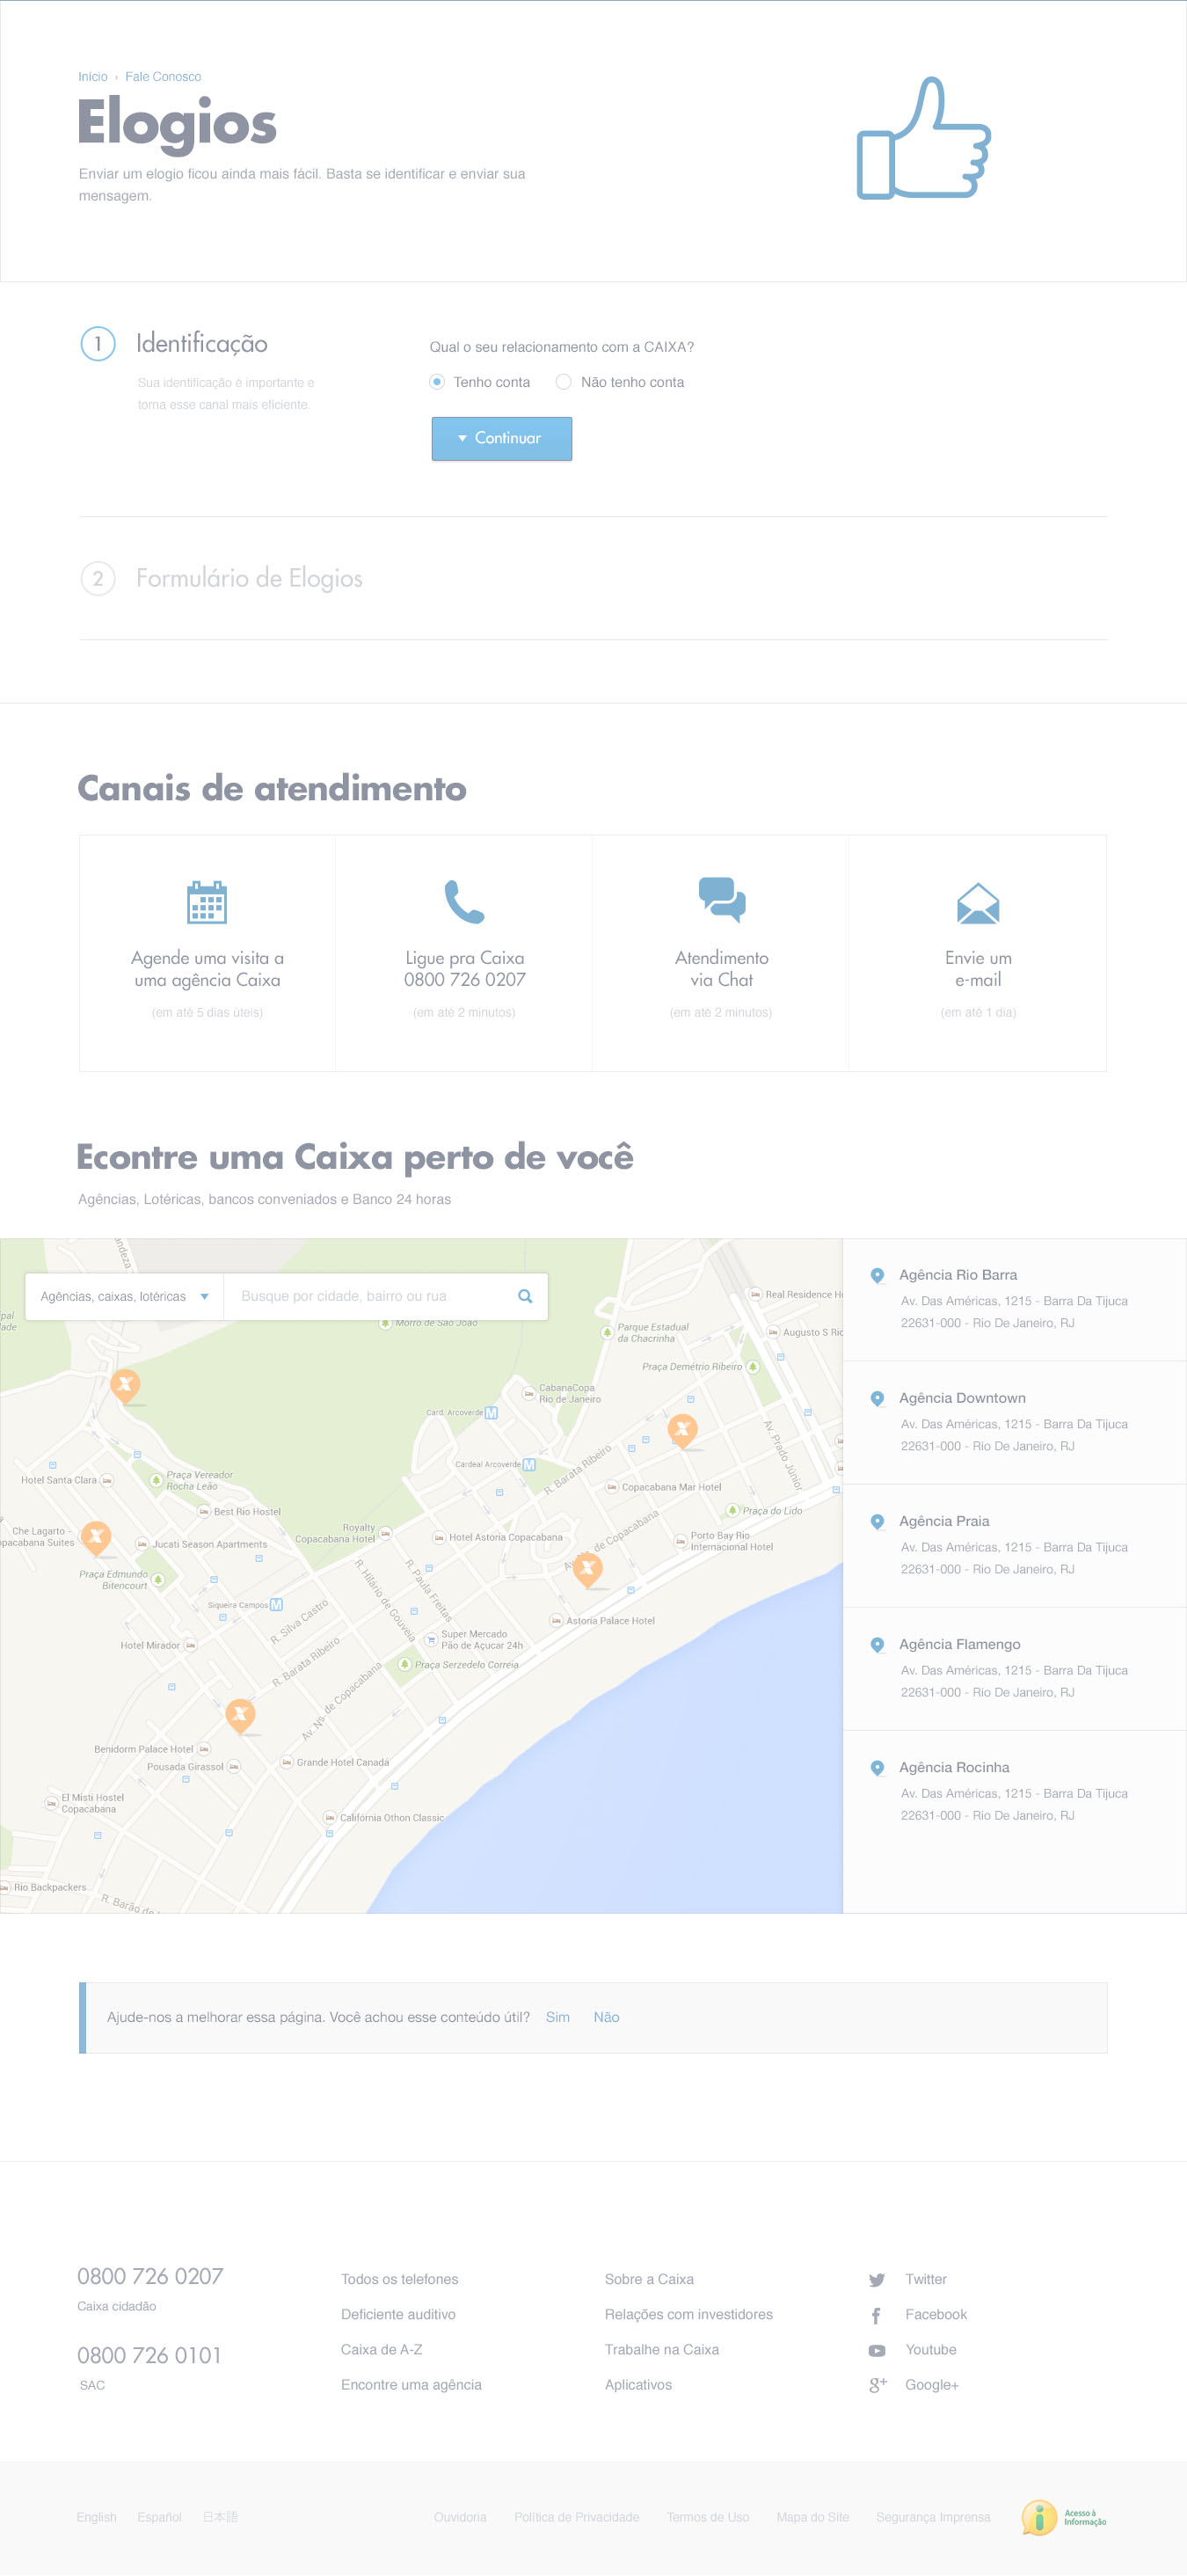 Início › Fale Conosco
Elogios
Enviar um elogio ficou ainda mais fácil. Basta se identificar e enviar sua
mensagem.
1 Identificação
Sua identificação é importante e
torna esse canal mais eficiente.
Qual o seu relacionamento com a CAIXA?
Tenho conta Não tenho conta
Continuar
2 Formulário de Elogios
Canais de atendimento
Agende uma visita a
uma agência Caixa
(em até 5 dias úteis)
Ligue pra Caixa
0800 726 0207
(em até 2 minutos)
Atendimento
via Chat
(em até 2 minutos)
Envie um
e-mail
(em até 1 dia)
Econtre uma Caixa perto de você
Agências, Lotéricas, bancos conveniados e Banco 24 horas
Agências, caixas, lotéricas
Busque por cidade, bairro ou rua
Real Residence H
Morro de São João
Parque Estadual
da Chacrinha
Augusto S Ri
Praça Demétrio Ribeiro
CabanaCopa
Rio de Janeiro
Card. Arcoverde M
Av. Prado Júnior
Cardeal Arcoverde M
R. Barata Ribeiro
Praça Vereador
Rocha Leão
Hotel Santa Clara
Copacabana Mar Hotel
Best Rio Hostel
Praça do Lido
Che Lagarto -
pacabana Suites
Royalty
Copacabana Hotel
Hotel Astoria Copacabana
Porto Bay Rio
Internacional Hotel
Jucati Season Apartments
de Copacabana
Praça Edmundo
Bitencourt
R. Hilário de Gouveia
R. Paula Freitas
Siqueira Campos M
R. Silva Castro
Astoria Palace Hotel
Hotel Mirador
Super Mercado
Pão de Açucar 24h
R. Barata Ribeiro
Praça Serzedelo Correia
Av. Ns. de Copacabana
Benidorm Palace Hotel
Pousada Girassol
Grande Hotel Canadá
El Misti Hostel
Copacabana
Califórnia Othon Classic
Rio Backpackers
R. Barão de
Agência Rio Barra
Av. Das Américas, 1215 - Barra Da Tijuca
22631-000 - Rio De Janeiro, RJ
Agência Downtown
Av. Das Américas, 1215 - Barra Da Tijuca
22631-000 - Rio De Janeiro, RJ
Agência Praia
Av. Das Américas, 1215 - Barra Da Tijuca
22631-000 - Rio De Janeiro, RJ
Agência Flamengo
Av. Das Américas, 1215 - Barra Da Tijuca
22631-000 - Rio De Janeiro, RJ
Agência Rocinha
Av. Das Américas, 1215 - Barra Da Tijuca
22631-000 - Rio De Janeiro, RJ
Ajude-nos a melhorar essa página. Você achou esse conteúdo útil? Sim Não
0800 726 0207
Caixa cidadão
0800 726 0101
SAC
Todos os telefones
Deficiente auditivo
Caixa de A-Z
Encontre uma agência
Sobre a Caixa
Relações com investidores
Trabalhe na Caixa
Aplicativos
Twitter
Facebook
Youtube
Google+
English Español 日本語
Ouvidoria Política de Privacidade Termos de Uso Mapa do Site Segurança Imprensa
Acesso à
Informação